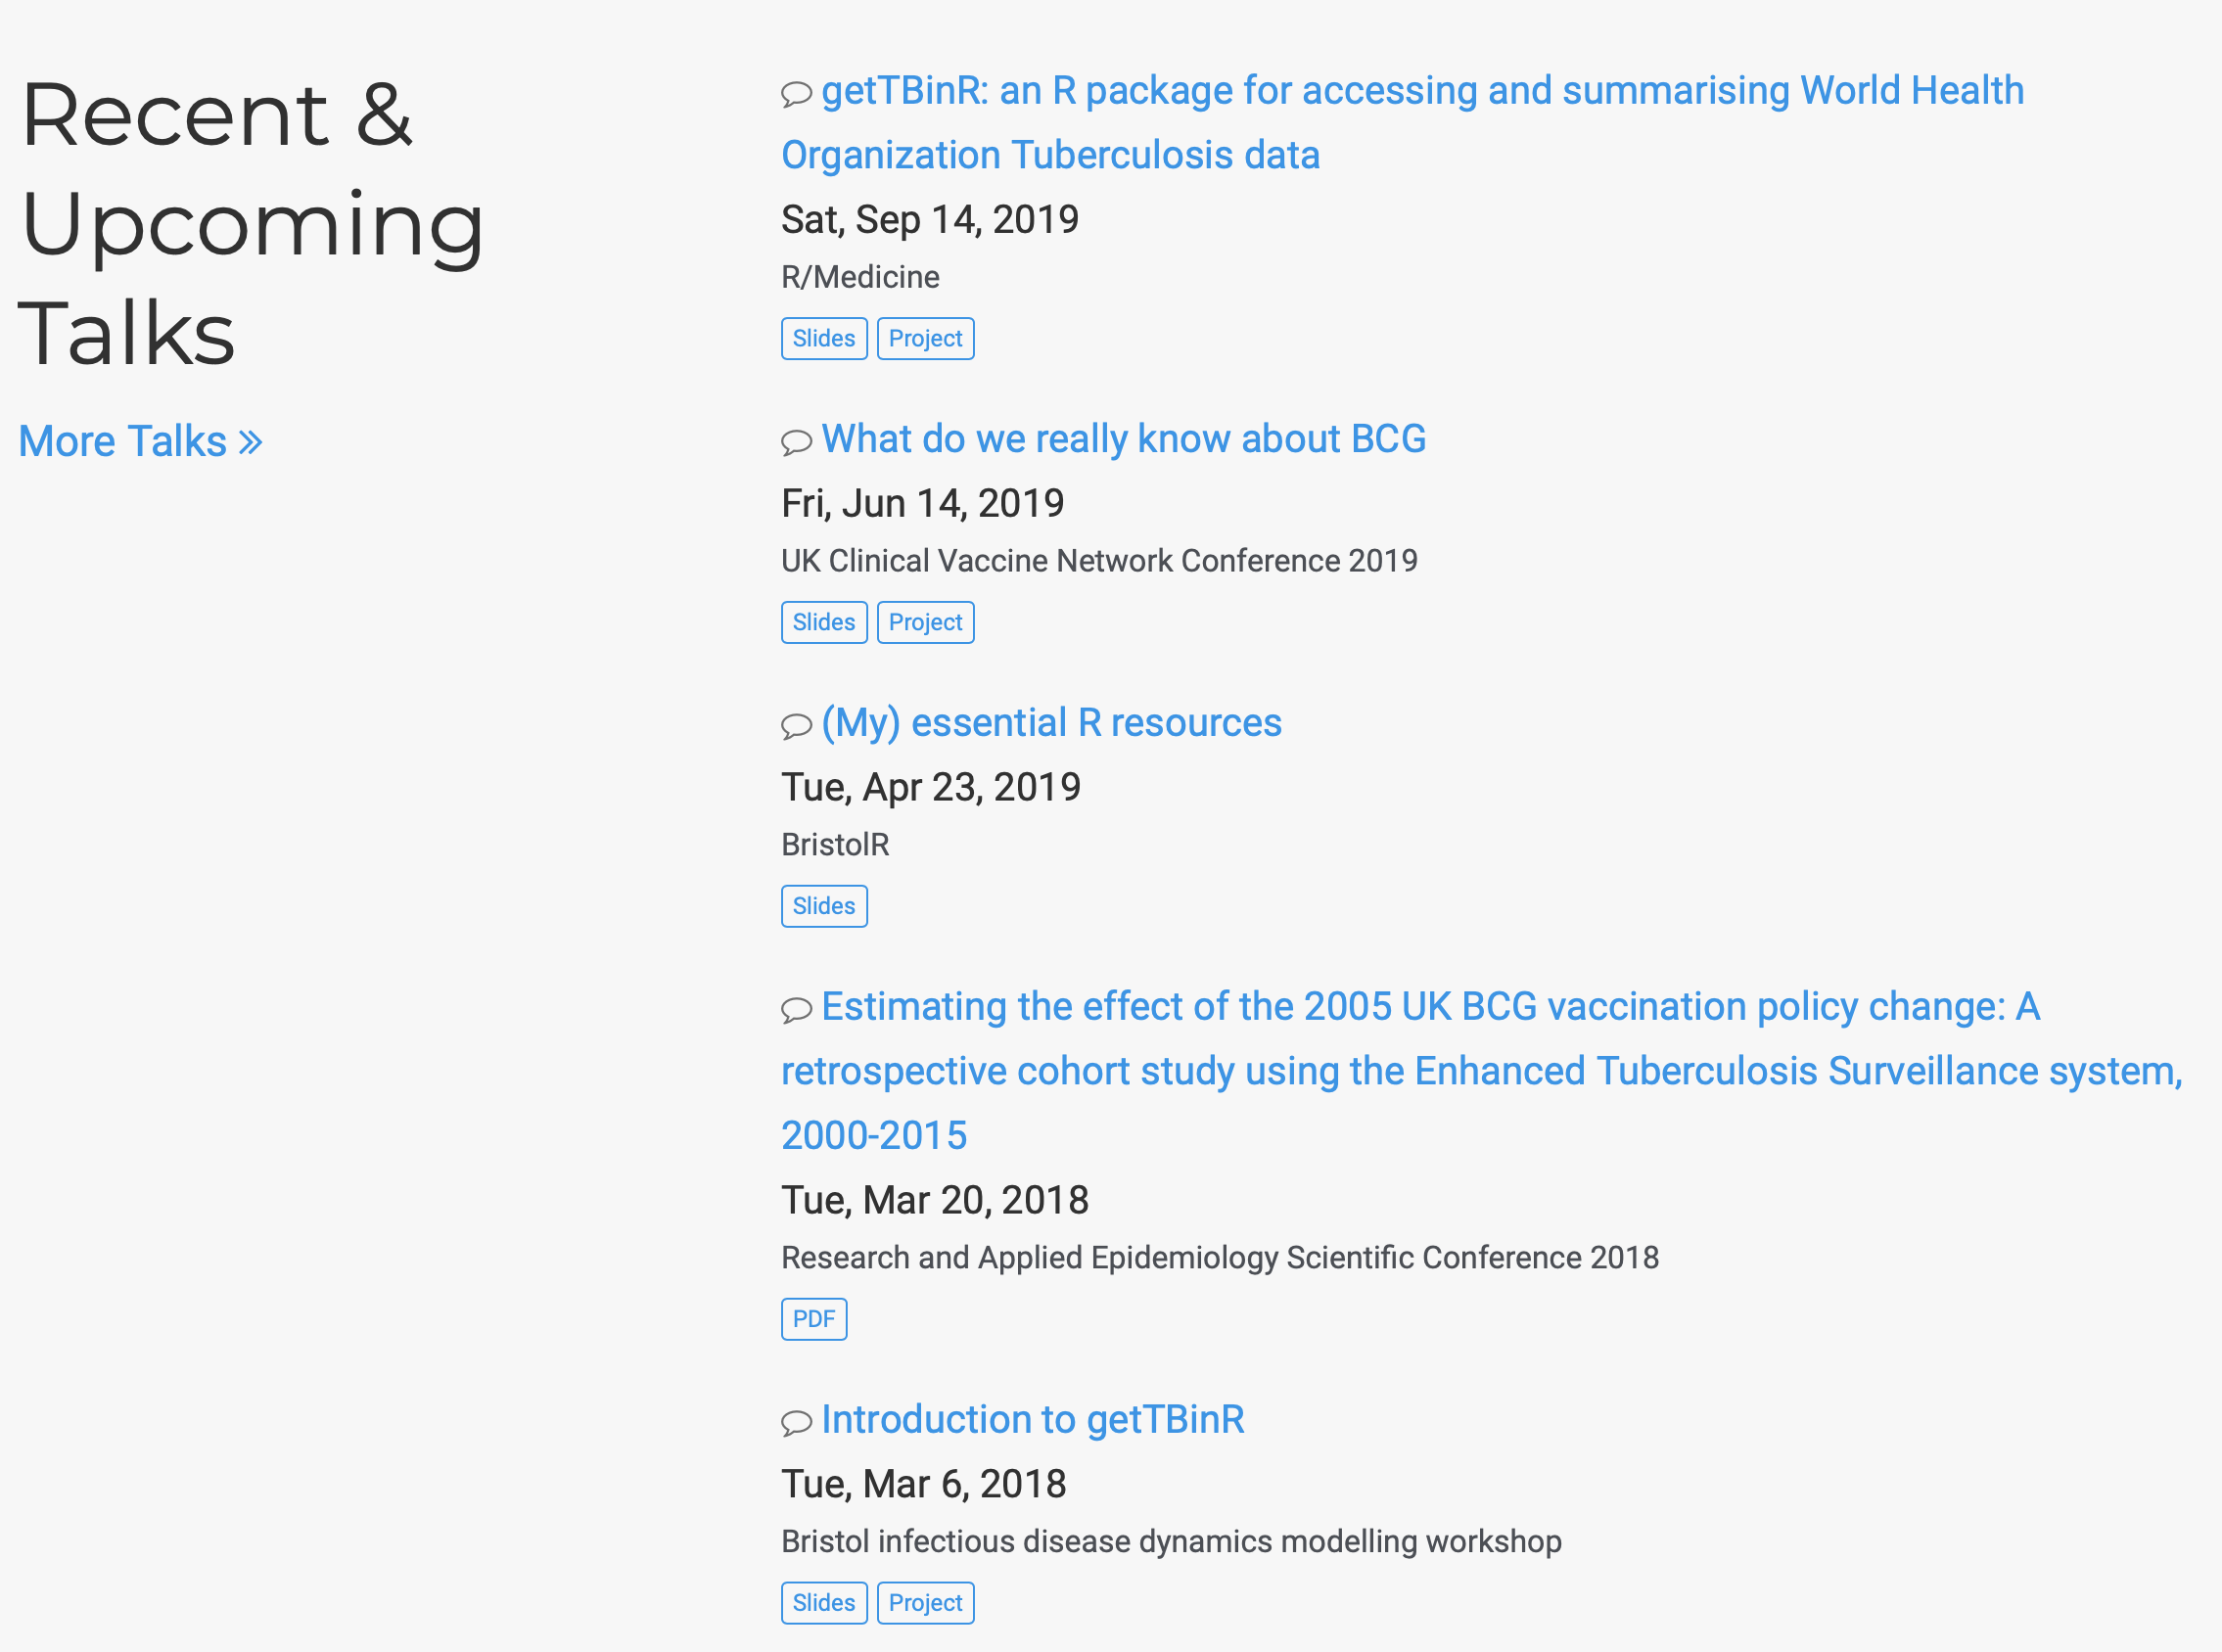 Recent &
Upcoming
Talks
More Talks »
getTBinR: an R package for accessing and summarising World Health
Organization Tuberculosis data
Sat, Sep 14, 2019
R/Medicine
Slides Project
What do we really know about BCG
Fri, Jun 14, 2019
UK Clinical Vaccine Network Conference 2019
Slides Project
(My) essential R resources
Tue, Apr 23, 2019
BristolR
Slides
Estimating the effect of the 2005 UK BCG vaccination policy change: A
retrospective cohort study using the Enhanced Tuberculosis Surveillance system,
2000-2015
Tue, Mar 20, 2018
Research and Applied Epidemiology Scientific Conference 2018
PDF
Introduction to getTBinR
Tue, Mar 6, 2018
Bristol infectious disease dynamics modelling workshop
Slides Project